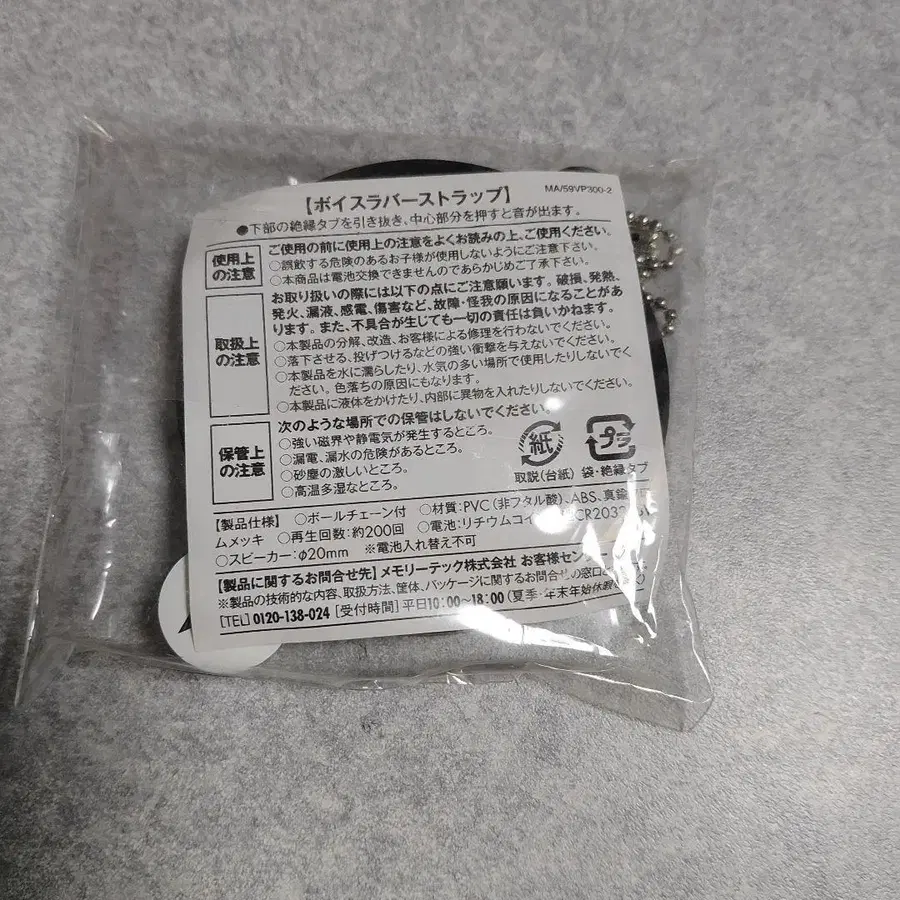 MA/59VP300-2
【ボイスラバーストラップ】
●下部の絶縁タブを引き抜き、中心部分を押すと音が出ます。
使用上の注意
ご使用の前に使用上の注意をよくお読みの上、ご使用ください。
○誤飲する危険のあるお子様が使用しないようにご注意下さい。
○本商品は電池交換できませんのであらかじめご了承下さい。
取扱上の注意
お取り扱いの際には以下の点にご注意願います。破損、発熱、
発火、漏液、感電、傷害など、故障・怪我の原因になることがあ
ります。また、不具合が生じても一切の責任は負いかねます。
○本製品の分解、改造、お客様による修理を行わないでください。
○落下させる、投げつけるなどの強い衝撃を与えないでください。
○本製品を水に濡らしたり、水気の多い場所で使用したりしないでく
ださい。色落ちの原因にもなります。
○本製品に液体をかけたり、内部に異物を入れたりしないでください。
保管上の注意
次のような場所での保管はしないでください。
○強い磁界や静電気が発生するところ。
○漏電、漏水の危険があるところ。
○砂塵の激しいところ。
○高温多湿なところ。
紙
プラ
取説(台紙) 袋・絶縁タブ
【製品仕様】 ○ボールチェーン付 ○材質:PVC(非フタル酸)、ABS、真鍮
ムメッキ ○再生回数:約200回 ○電池:リチウムコイ CR2032
○スピーカー:φ20mm ※電池入れ替え不可
【製品に関するお問合せ先】メモリーテック株式会社 お客様センター
※製品の技術的な内容、取扱方法、筐体、パッケージに関するお問合せの窓口
[TEL] 0120-138-024 [受付時間] 平日10:00〜18:00 (夏季・年末年始休暇